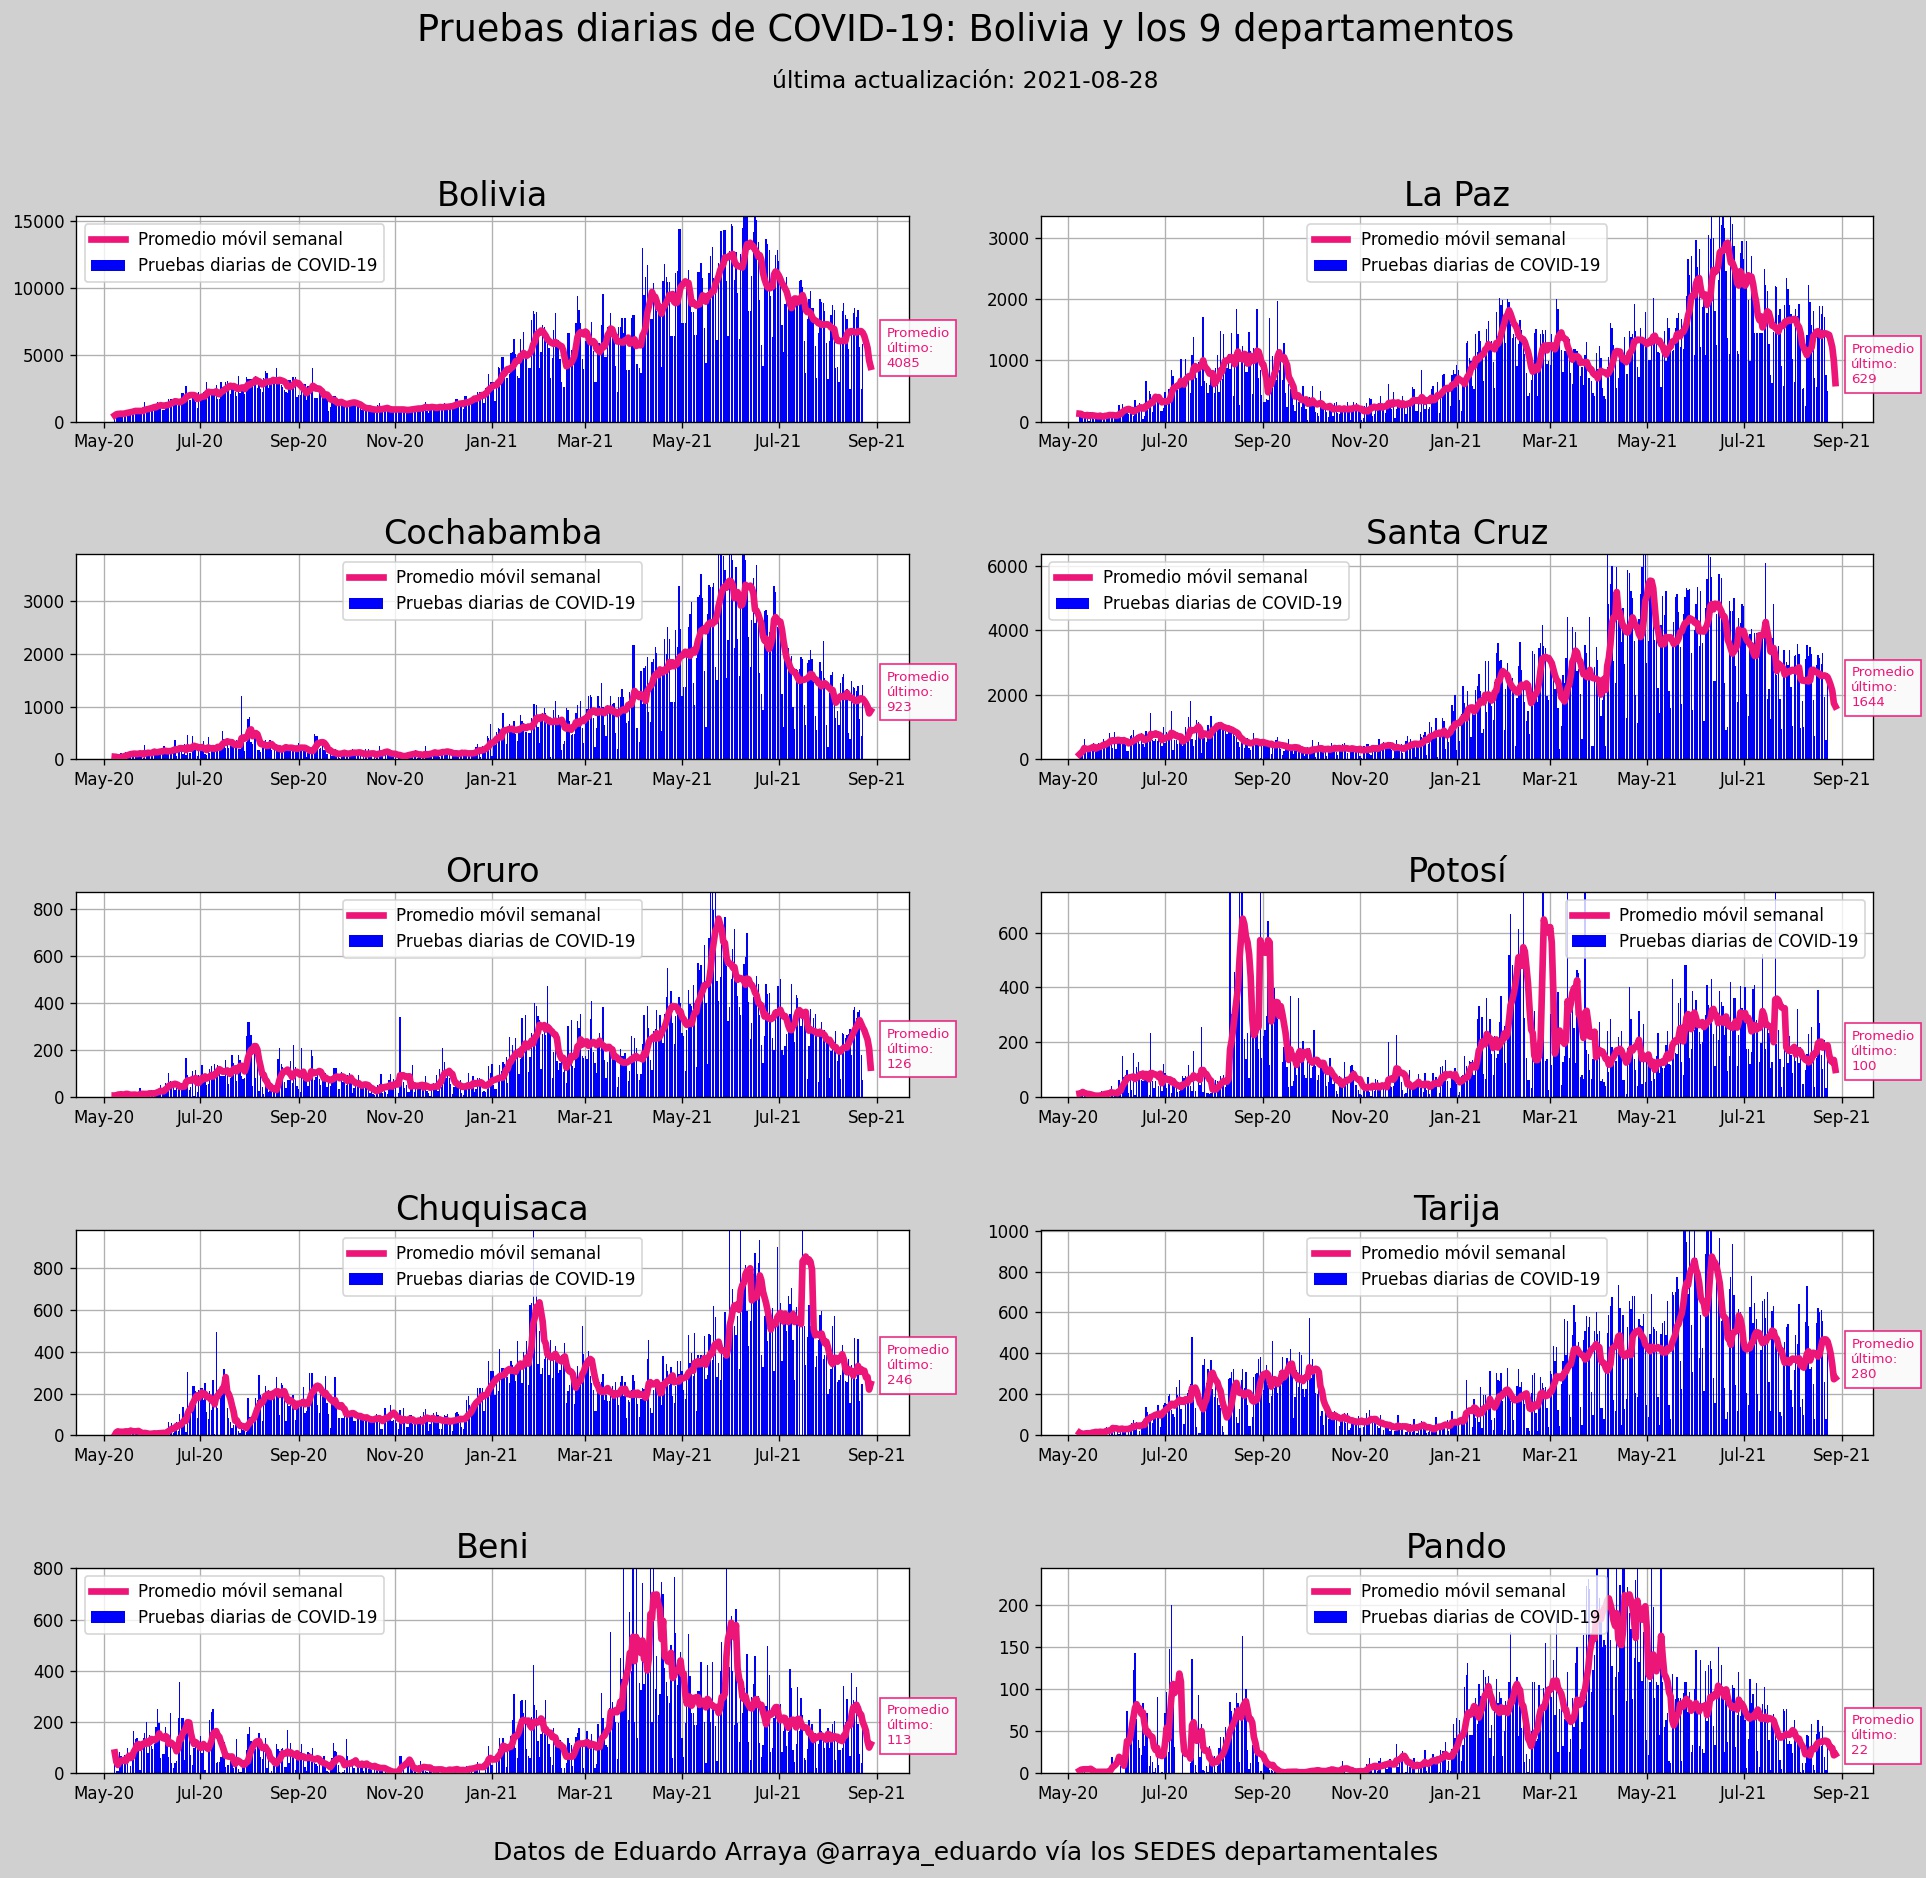 Pruebas diarias de COVID-19: Bolivia y los 9 departamentos
última actualización: 2021-08-28
Bolivia
15000
10000
5000
0
Promedio móvil semanal
Pruebas diarias de COVID-19
Promedio
último:
4085
May-20 Jul-20 Sep-20 Nov-20 Jan-21 Mar-21 May-21 Jul-21 Sep-21
La Paz
3000
2000
1000
0
Promedio móvil semanal
Pruebas diarias de COVID-19
Promedio
último:
629
May-20 Jul-20 Sep-20 Nov-20 Jan-21 Mar-21 May-21 Jul-21 Sep-21
Cochabamba
3000
2000
1000
0
Promedio móvil semanal
Pruebas diarias de COVID-19
Promedio
último:
923
May-20 Jul-20 Sep-20 Nov-20 Jan-21 Mar-21 May-21 Jul-21 Sep-21
Santa Cruz
6000
4000
2000
0
Promedio móvil semanal
Pruebas diarias de COVID-19
Promedio
último:
1644
May-20 Jul-20 Sep-20 Nov-20 Jan-21 Mar-21 May-21 Jul-21 Sep-21
Oruro
800
600
400
200
0
Promedio móvil semanal
Pruebas diarias de COVID-19
Promedio
último:
126
May-20 Jul-20 Sep-20 Nov-20 Jan-21 Mar-21 May-21 Jul-21 Sep-21
Potosí
600
400
200
0
Promedio móvil semanal
Pruebas diarias de COVID-19
Promedio
último:
100
May-20 Jul-20 Sep-20 Nov-20 Jan-21 Mar-21 May-21 Jul-21 Sep-21
Chuquisaca
800
600
400
200
0
Promedio móvil semanal
Pruebas diarias de COVID-19
Promedio
último:
246
May-20 Jul-20 Sep-20 Nov-20 Jan-21 Mar-21 May-21 Jul-21 Sep-21
Tarija
1000
800
600
400
200
0
Promedio móvil semanal
Pruebas diarias de COVID-19
Promedio
último:
280
May-20 Jul-20 Sep-20 Nov-20 Jan-21 Mar-21 May-21 Jul-21 Sep-21
Beni
800
600
400
200
0
Promedio móvil semanal
Pruebas diarias de COVID-19
Promedio
último:
113
May-20 Jul-20 Sep-20 Nov-20 Jan-21 Mar-21 May-21 Jul-21 Sep-21
Pando
200
150
100
50
0
Promedio móvil semanal
Pruebas diarias de COVID-19
Promedio
último:
22
May-20 Jul-20 Sep-20 Nov-20 Jan-21 Mar-21 May-21 Jul-21 Sep-21
Datos de Eduardo Arraya @arraya_eduardo vía los SEDES departamentales